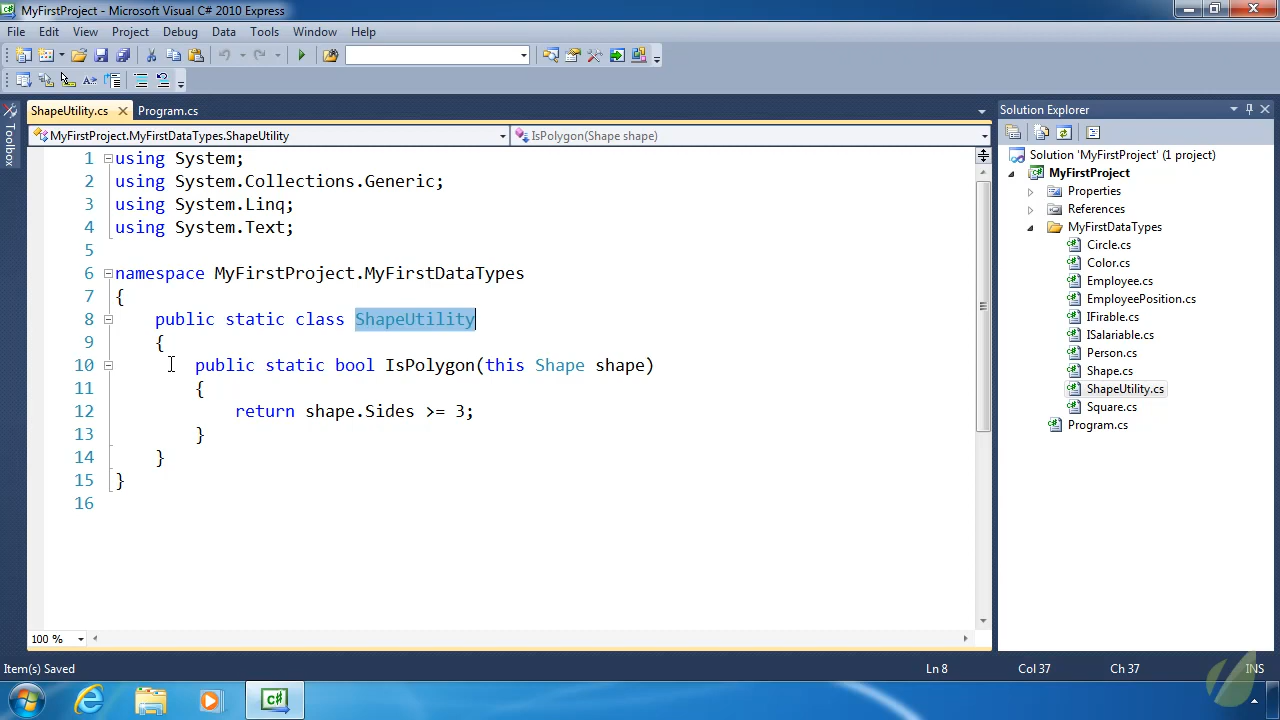 MyFirstProject - Microsoft Visual C# 2010 Express
File Edit View Project Debug Data Tools Window Help
ShapeUtility.cs Program.cs
Toolbox
MyFirstProject.MyFirstDataTypes.ShapeUtility IsPolygon(Shape shape)
1 using System;
2 using System.Collections.Generic;
3 using System.Linq;
4 using System.Text;
5
6 namespace MyFirstProject.MyFirstDataTypes
7 {
8 public static class ShapeUtility
9 {
10 public static bool IsPolygon(this Shape shape)
11 {
12 return shape.Sides >= 3;
13 }
14 }
15 }
16
100 %
Solution Explorer
Solution 'MyFirstProject' (1 project)
MyFirstProject
Properties
References
MyFirstDataTypes
Circle.cs
Color.cs
Employee.cs
EmployeePosition.cs
IFirable.cs
ISalariable.cs
Person.cs
Shape.cs
ShapeUtility.cs
Square.cs
Program.cs
Item(s) Saved Ln 8 Col 37 Ch 37 INS
C#